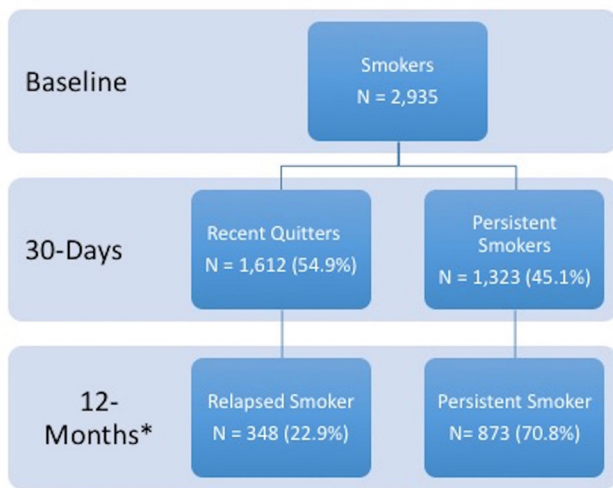 Baseline
Smokers
N = 2,935
30-Days
Recent Quitters
N = 1,612 (54.9%)
Persistent
Smokers
N = 1,323 (45.1%)
12-
Months*
Relapsed Smoker
N = 348 (22.9%)
Persistent Smoker
N= 873 (70.8%)